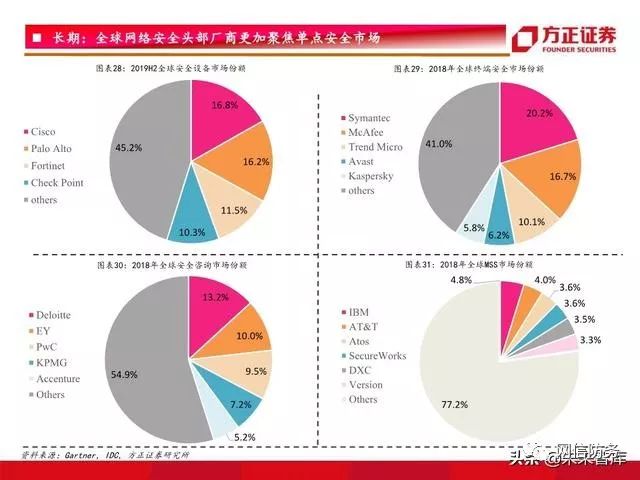 长期：全球网络安全头部厂商更加聚焦单点安全市场
方正证券
FOUNDER SECURITIES
图表28：2019H2全球安全设备市场份额
Cisco
Palo Alto
Fortinet
Check Point
others
16.8%
16.2%
11.5%
10.3%
45.2%
图表29：2018年全球终端安全市场份额
Symantec
McAfee
Trend Micro
Avast
Kaspersky
others
20.2%
16.7%
10.1%
6.2%
5.8%
41.0%
图表30：2018年全球安全咨询市场份额
Deloitte
EY
PwC
KPMG
Accenture
Others
13.2%
10.0%
9.5%
7.2%
5.2%
54.9%
图表31：2018年全球MSS市场份额
IBM
AT&T
Atos
SecureWorks
DXC
Version
Others
4.8%
4.0%
3.6%
3.6%
3.5%
3.3%
77.2%
资料来源：Gartner, IDC, 方正证券研究所
网信防务
头条@未来智库